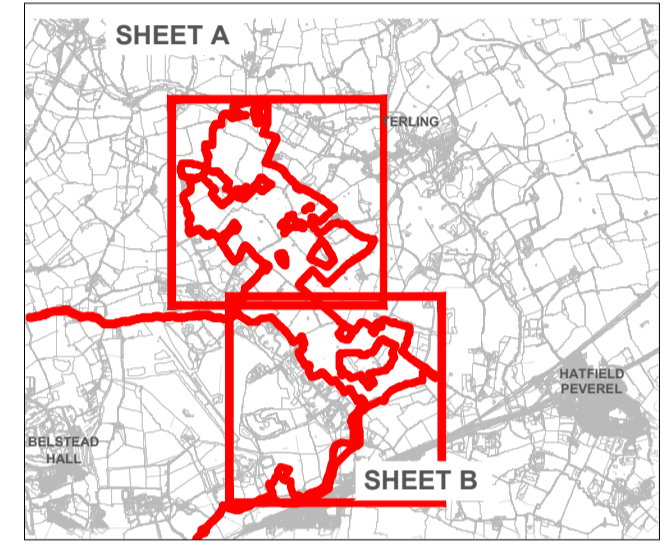 SHEET A
TERLING
HATFIELD
PEVEREL
BELSTEAD
HALL
SHEET B